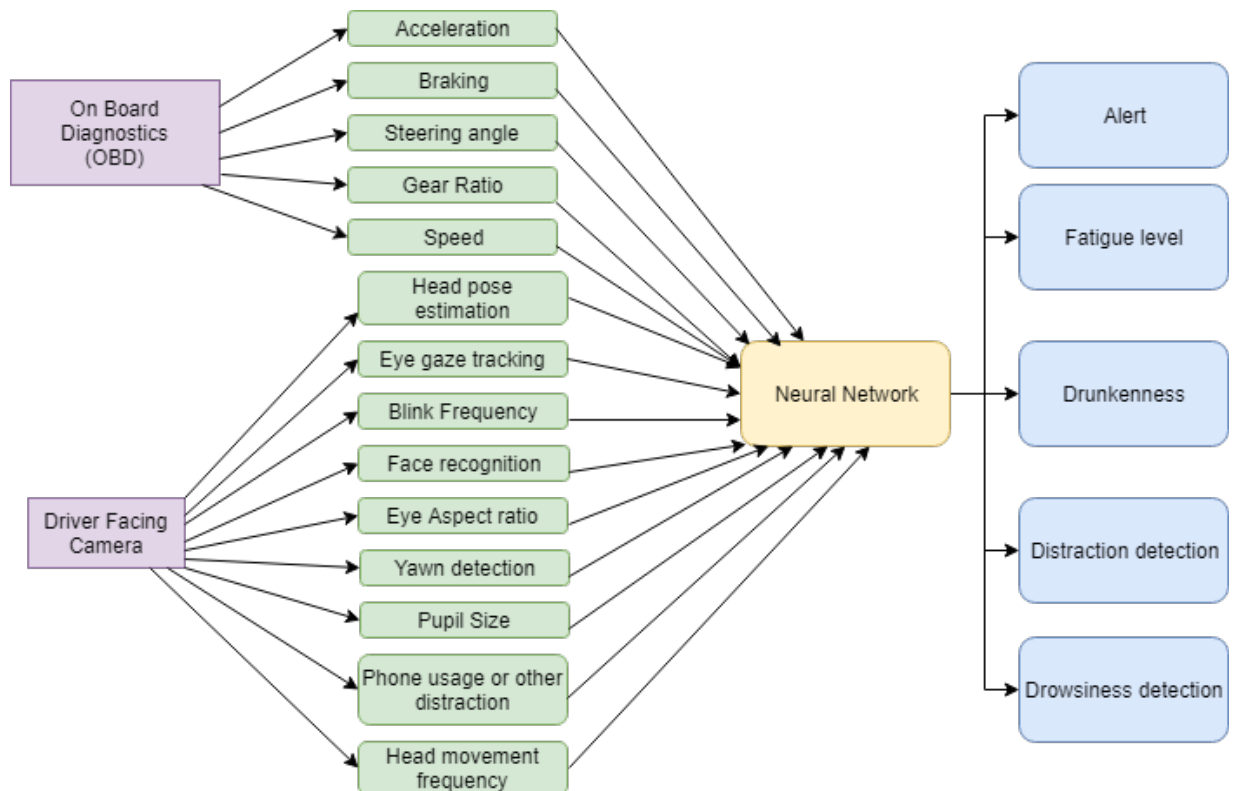 Acceleration
Braking
Steering angle
Gear Ratio
Speed
On Board
Diagnostics
(OBD)
Head pose
estimation
Eye gaze tracking
Blink Frequency
Face recognition
Eye Aspect ratio
Yawn detection
Pupil Size
Phone usage or other
distraction
Head movement
frequency
Driver Facing
Camera
Neural Network
Alert
Fatigue level
Drunkenness
Distraction detection
Drowsiness detection